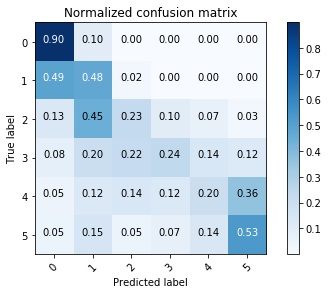 Normalized confusion matrix
0 0.90 0.10 0.00 0.00 0.00 0.00
1 0.49 0.48 0.02 0.00 0.00 0.00
2 0.13 0.45 0.23 0.10 0.07 0.03
3 0.08 0.20 0.22 0.24 0.14 0.12
4 0.05 0.12 0.14 0.12 0.20 0.36
5 0.05 0.15 0.05 0.07 0.14 0.53
0 1 2 3 4 5
True label
Predicted label
0.8
0.7
0.6
0.5
0.4
0.3
0.2
0.1